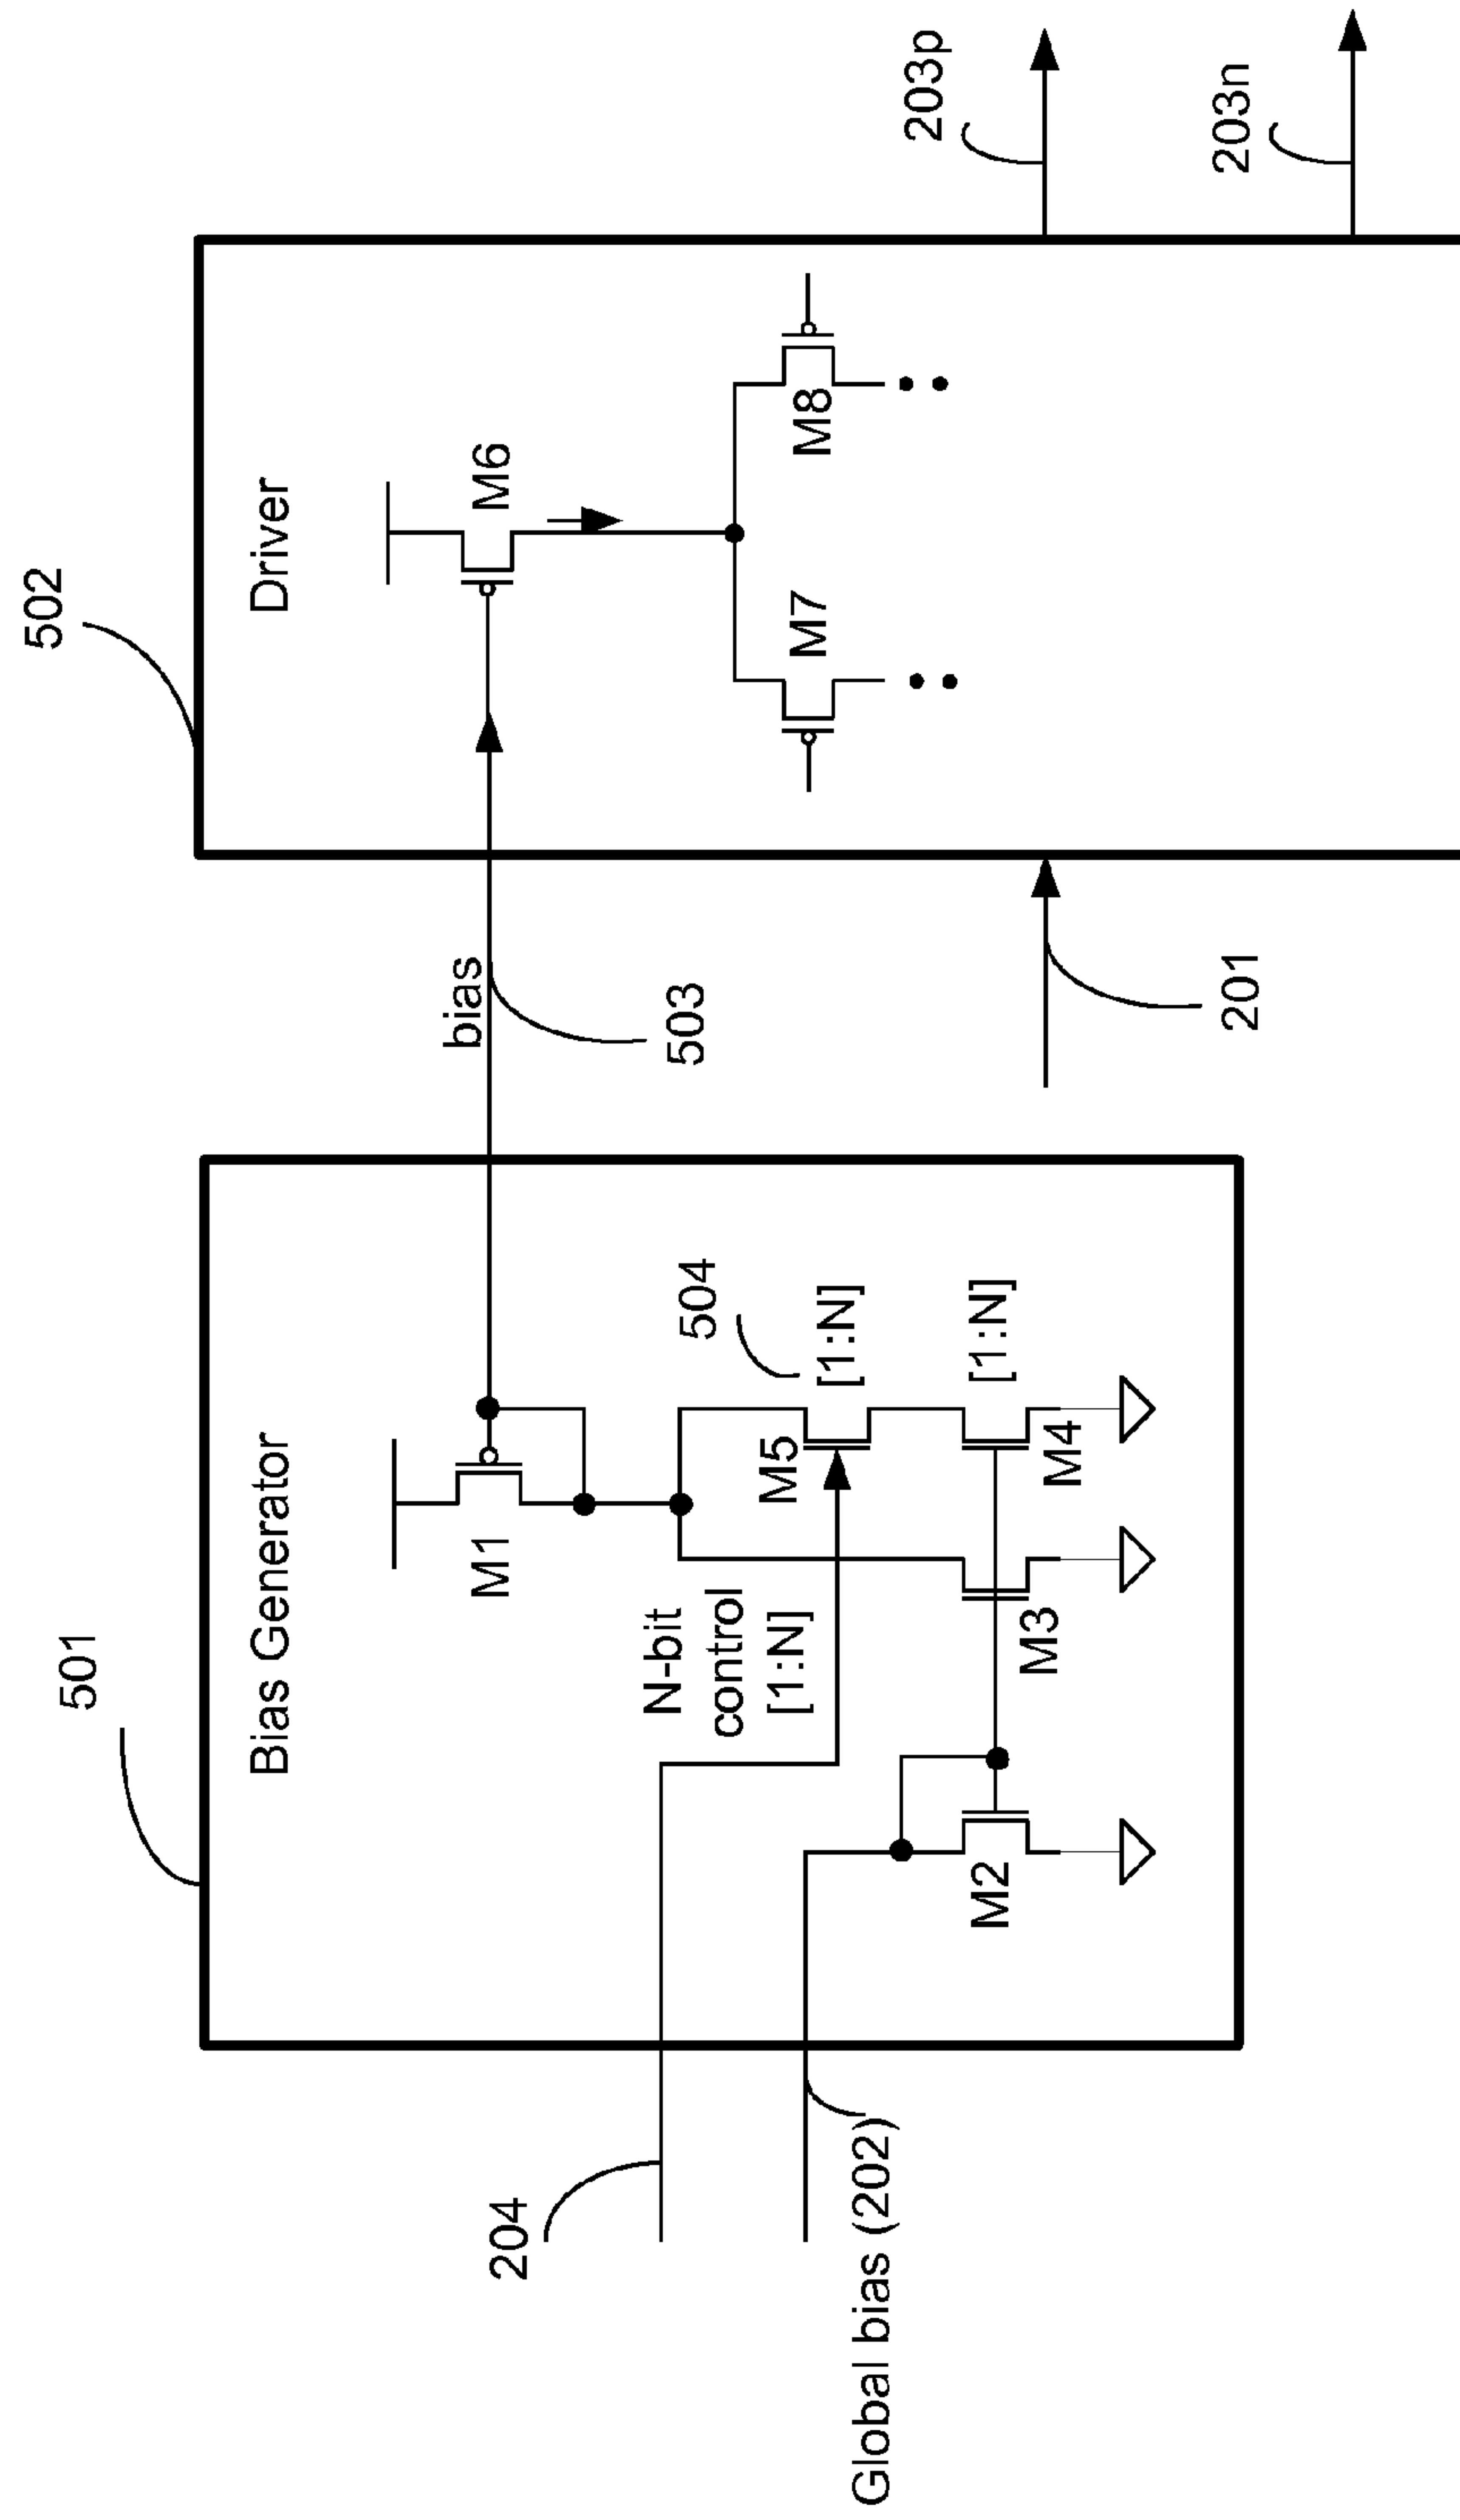 501
502
Bias Generator
Driver
204
M1
bias
M6
203p
N-bit
control
[1:N]
504
503
M5
[1:N]
M7
M8
Global bias (202)
M2
M3
M4
[1:N]
201
203n